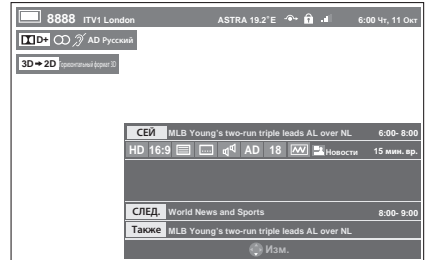 8888 ITV1 London ASTRA 19.2°E 6:00 Чт, 11 Окт
D+ AD Русский
3D➔2D Горизонтальный формат 3D
СЕЙ MLB Young's two-run triple leads AL over NL 6:00- 8:00
HD 16:9 AD 18 Новости 15 мин. вр.
СЛЕД. World News and Sports 8:00- 9:00
Также MLB Young's two-run triple leads AL over NL
Изм.